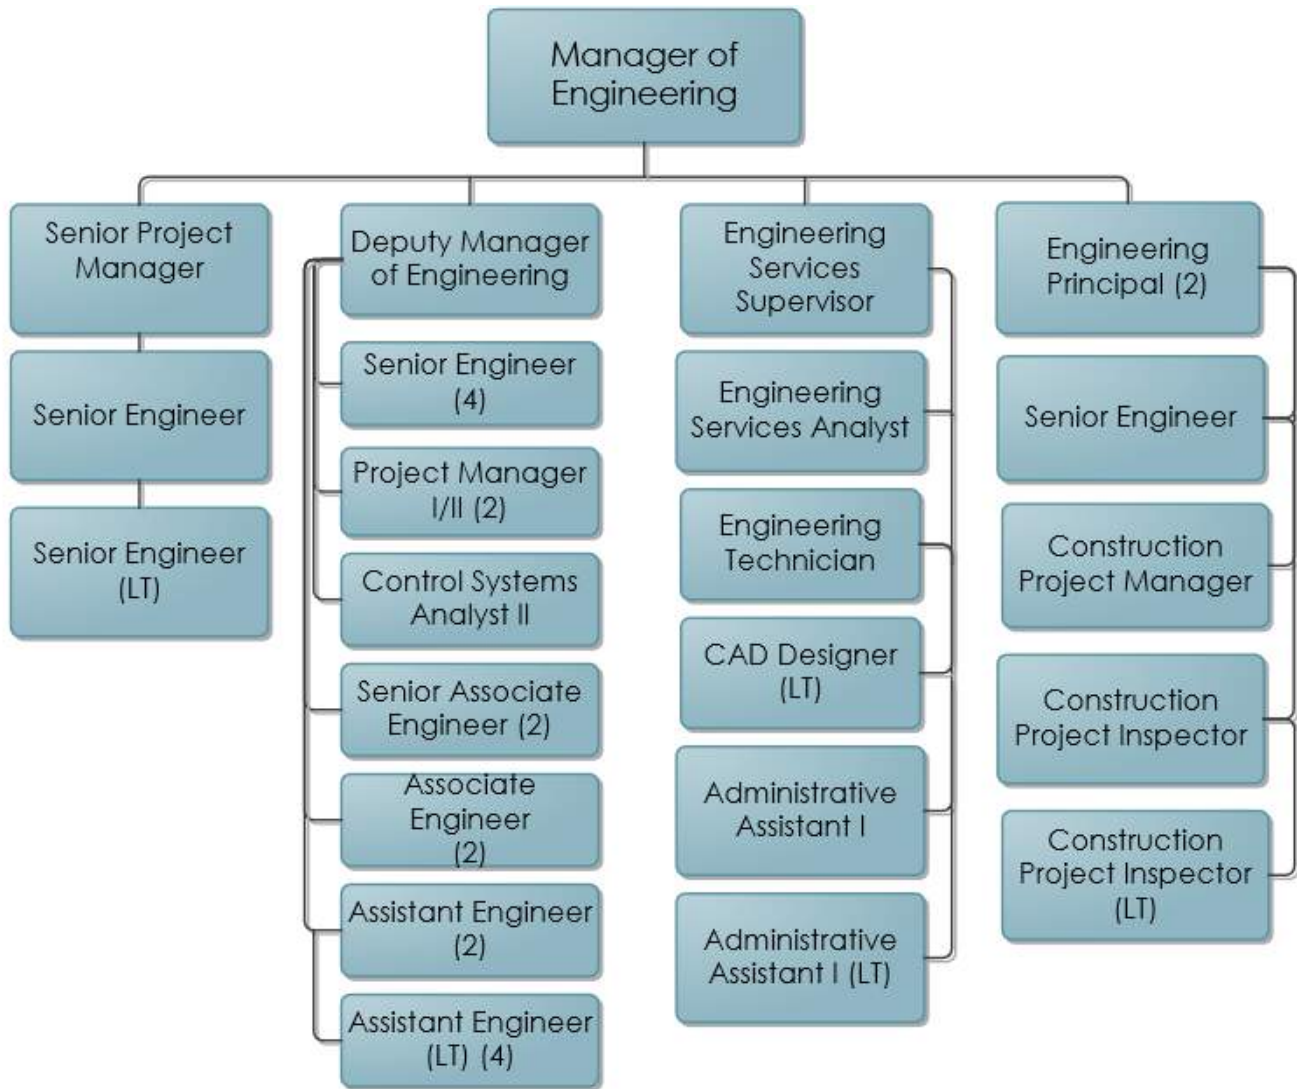 Manager of
Engineering
Senior Project
Manager
Senior Engineer
Senior Engineer
(LT)
Deputy Manager
of Engineering
Senior Engineer
(4)
Project Manager
I/II (2)
Control Systems
Analyst II
Senior Associate
Engineer (2)
Associate
Engineer
(2)
Assistant Engineer
(2)
Assistant Engineer
(LT) (4)
Engineering
Services
Supervisor
Engineering
Services Analyst
Engineering
Technician
CAD Designer
(LT)
Administrative
Assistant I
Administrative
Assistant I (LT)
Engineering
Principal (2)
Senior Engineer
Construction
Project Manager
Construction
Project Inspector
Construction
Project Inspector
(LT)